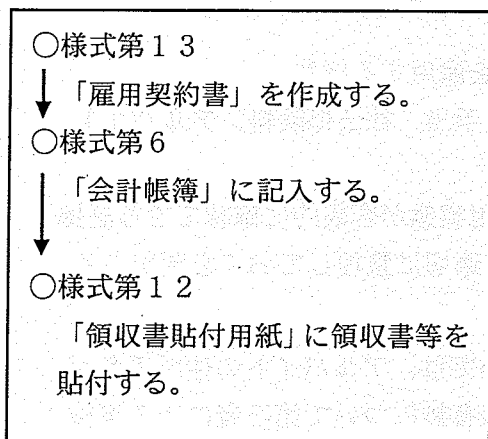 ○様式第１３
「雇用契約書」を作成する。
○様式第６
「会計帳簿」に記入する。
○様式第１２
「領収書貼付用紙」に領収書等を
貼付する。